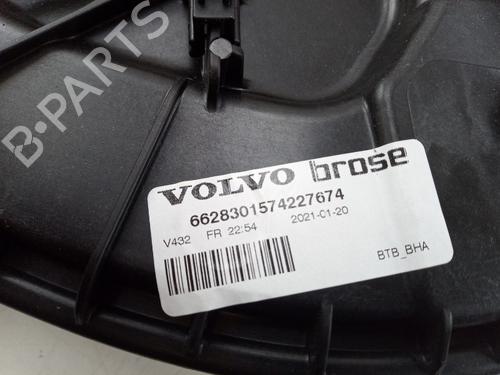 B-PARTS
VOLVO brose
6628301574227674
V432 FR 22:54 2021-01-20
BTB_BHA